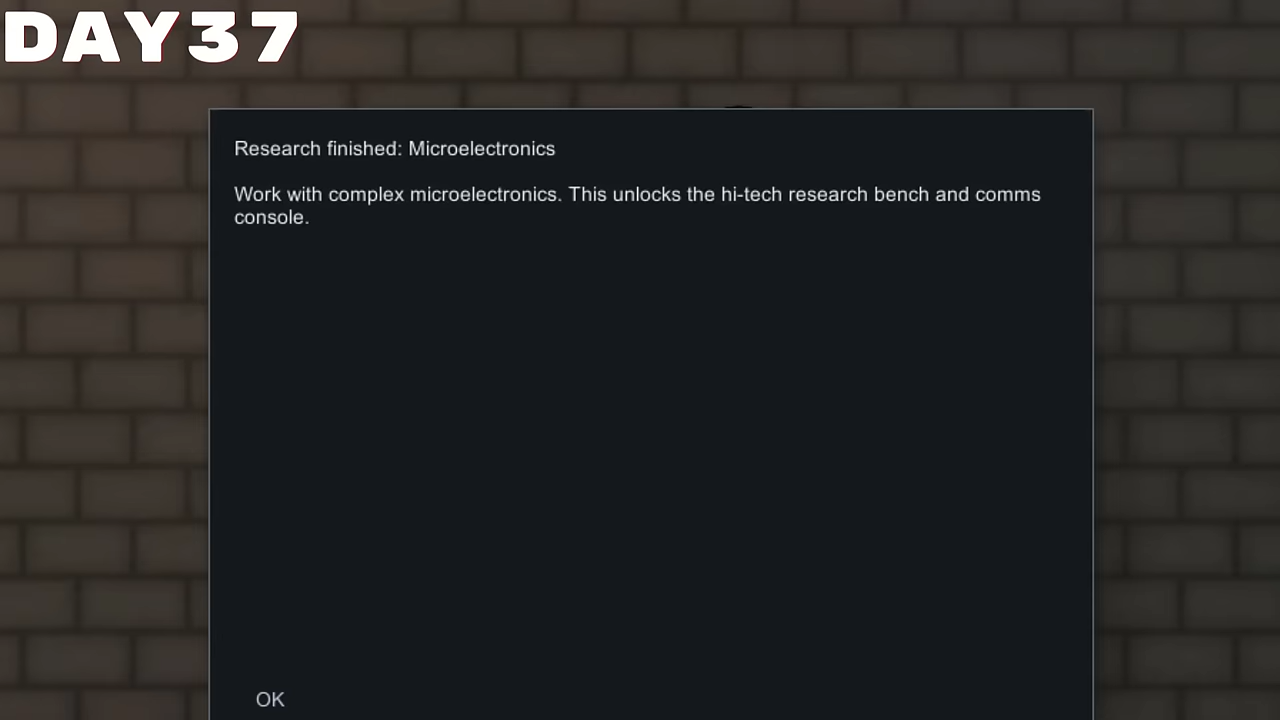 DAY37
Research finished: Microelectronics
Work with complex microelectronics. This unlocks the hi-tech research bench and comms
console.
OK